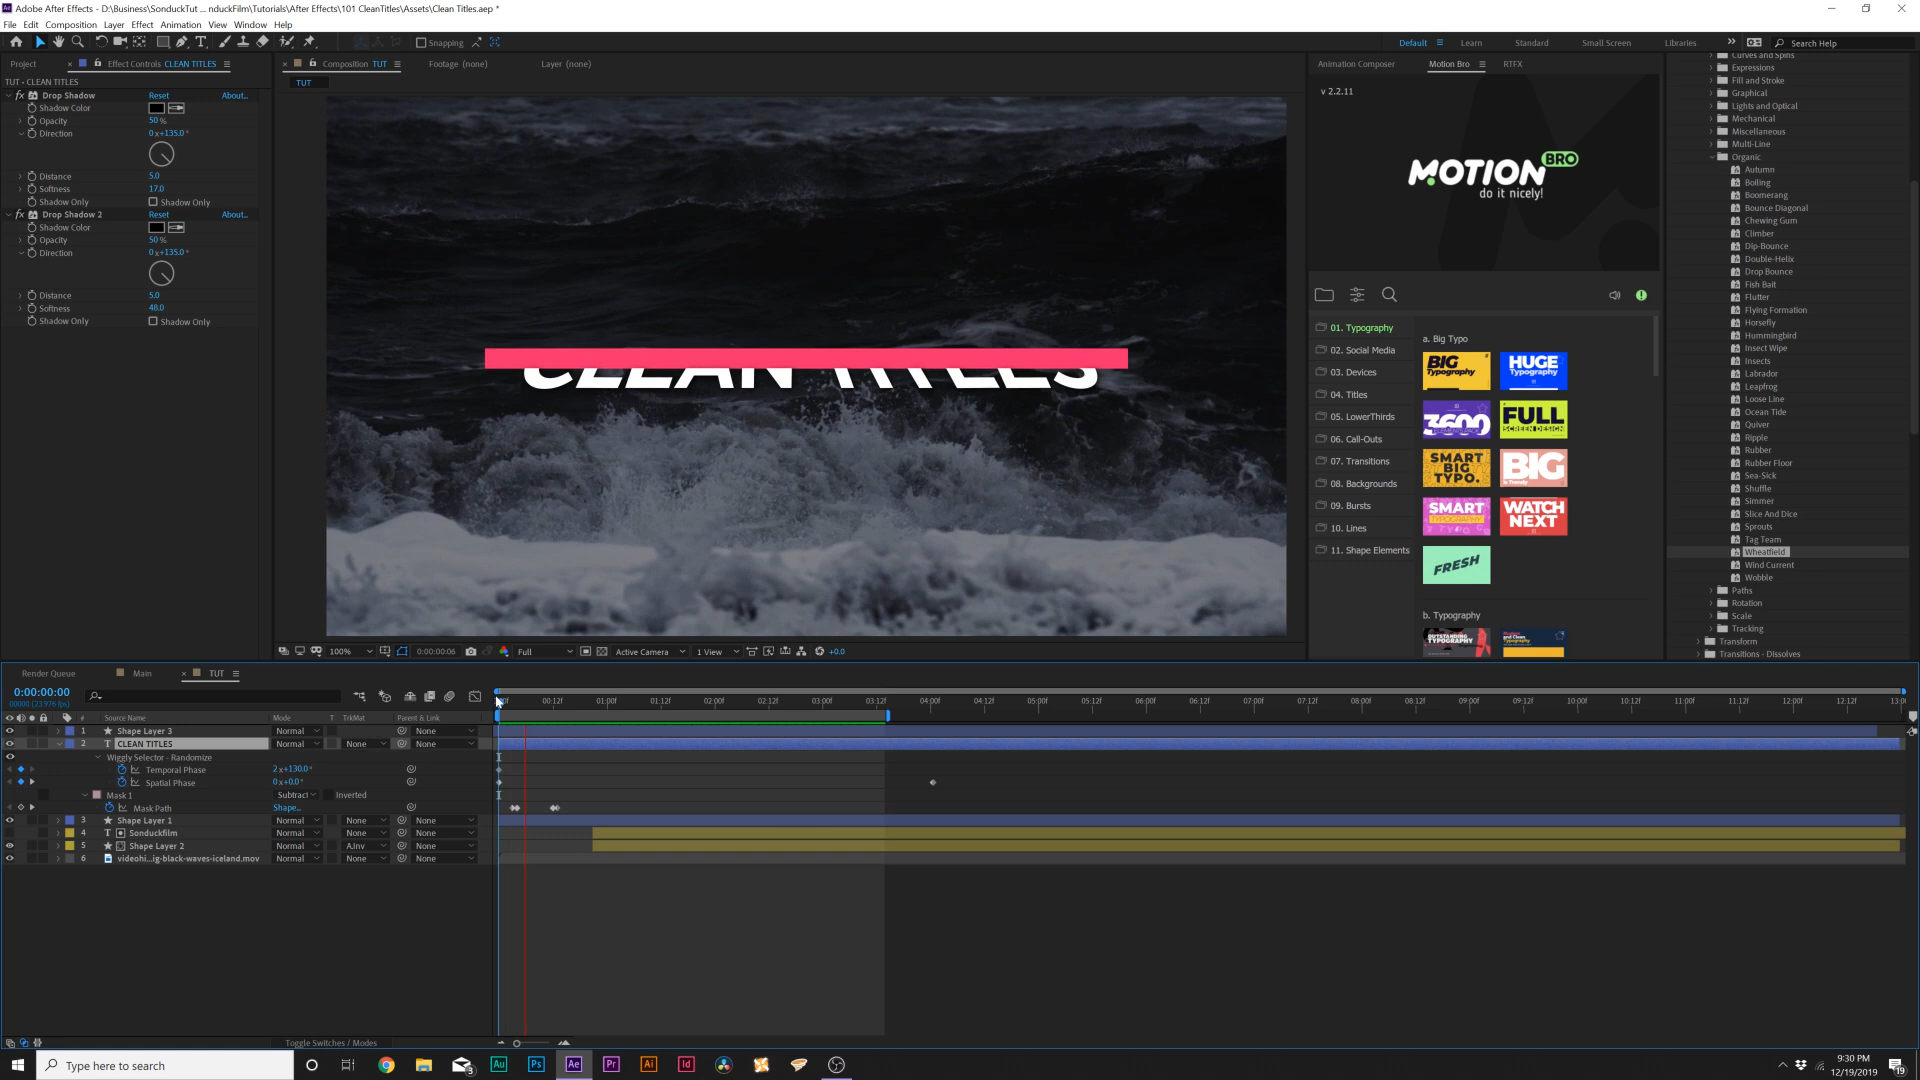 Adobe After Effects - D:\Business\SonduckTut ... nduckFilm\Tutorials\After Effects\101 CleanTitles\Assets\Clean Titles.aep *
File Edit Composition Layer Effect Animation View Window Help
Snapping
Default Learn Standard Small Screen Libraries Search Help
Project Effect Controls CLEAN TITLES
TUT • CLEAN TITLES
fx Drop Shadow Reset About...
Shadow Color
Opacity 50 %
Direction 0x+135.0°
Distance 5.0
Softness 17.0
Shadow Only Shadow Only
fx Drop Shadow 2 Reset About...
Shadow Color
Opacity 50 %
Direction 0x+135.0°
Distance 5.0
Softness 48.0
Shadow Only Shadow Only
Composition TUT Footage (none) Layer (none)
TUT
CLEAN TITLES
100% 0:00:00:06 Full Active Camera 1 View +0.0
Animation Composer Motion Bro RTFX
v 2.2.11
MOTION BRO
do it nicely!
01. Typography
02. Social Media
03. Devices
04. Titles
05. LowerThirds
06. Call-Outs
07. Transitions
08. Backgrounds
09. Bursts
10. Lines
11. Shape Elements
a. Big Typo
BIG Typography
HUGE Typography
3600
FULL
SCREEN DESIGN
SMART BIG TYPO.
BIG
SMART TYPOGRAPHY
WATCH NEXT
FRESH
b. Typography
OUTSTANDING TYPOGRAPHY
Curves and Spins
Expressions
Fill and Stroke
Graphical
Lights and Optical
Mechanical
Miscellaneous
Multi-Line
Organic
Autumn
Boiling
Boomerang
Bounce Diagonal
Chewing Gum
Climber
Dip-Bounce
Double-Helix
Drop Bounce
Fish Bait
Flutter
Flying Formation
Horsefly
Hummingbird
Insect Wipe
Insects
Labrador
Leapfrog
Loose Line
Ocean Tide
Quiver
Ripple
Rubber
Rubber Floor
Sea-Sick
Shuffle
Simmer
Slice And Dice
Sprouts
Tag Team
Wheatfield
Wind Current
Wobble
Paths
Rotation
Scale
Tracking
Transform
Transitions - Dissolves
Render Queue Main TUT
0:00:00:00
00000 (23.976 fps)
00:12f 01:00f 01:12f 02:00f 02:12f 03:00f 03:12f 04:00f 04:12f 05:00f 05:12f 06:00f 06:12f 07:00f 07:12f 08:00f 08:12f 09:00f 09:12f 10:00f 10:12f 11:00f 11:12f 12:00f 12:12f 13:0
# Source Name Mode T TrkMat Parent & Link
1 Shape Layer 3 Normal None
2 T CLEAN TITLES Normal None None
Wiggly Selector - Randomize
Temporal Phase 2x+130.0°
Spatial Phase 0x+0.0°
Mask 1 Subtract Inverted
Mask Path Shape...
3 Shape Layer 1 Normal None None
4 T Sonduckfilm Normal None None
5 Shape Layer 2 Normal A.Inv None
6 videohi...ig-black-waves-iceland.mov Normal None None
Toggle Switches / Modes
Type here to search
3 Au Ps Ae Pr Ai Id
9:30 PM
12/19/2019
19